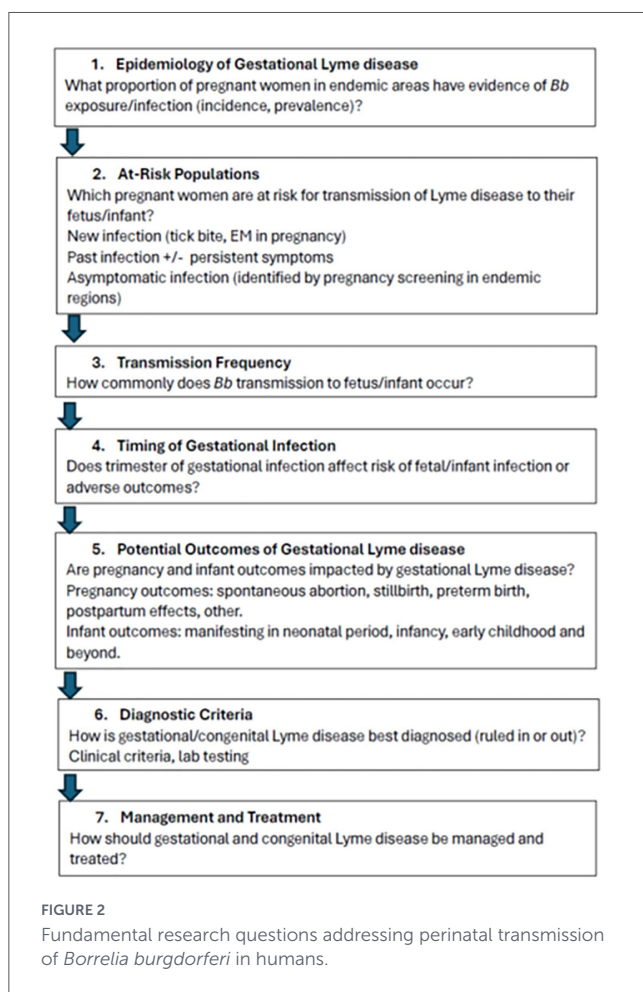 1. Epidemiology of Gestational Lyme disease
What proportion of pregnant women in endemic areas have evidence of Bb
exposure/infection (incidence, prevalence)?
2. At-Risk Populations
Which pregnant women are at risk for transmission of Lyme disease to their
fetus/infant?
New infection (tick bite, EM in pregnancy)
Past infection +/- persistent symptoms
Asymptomatic infection (identified by pregnancy screening in endemic
regions)
3. Transmission Frequency
How commonly does Bb transmission to fetus/infant occur?
4. Timing of Gestational Infection
Does trimester of gestational infection affect risk of fetal/infant infection or
adverse outcomes?
5. Potential Outcomes of Gestational Lyme disease
Are pregnancy and infant outcomes impacted by gestational Lyme disease?
Pregnancy outcomes: spontaneous abortion, stillbirth, preterm birth,
postpartum effects, other.
Infant outcomes: manifesting in neonatal period, infancy, early childhood and
beyond.
6. Diagnostic Criteria
How is gestational/congenital Lyme disease best diagnosed (ruled in or out)?
Clinical criteria, lab testing
7. Management and Treatment
How should gestational and congenital Lyme disease be managed and
treated?
FIGURE 2
Fundamental research questions addressing perinatal transmission
of Borrelia burgdorferi in humans.